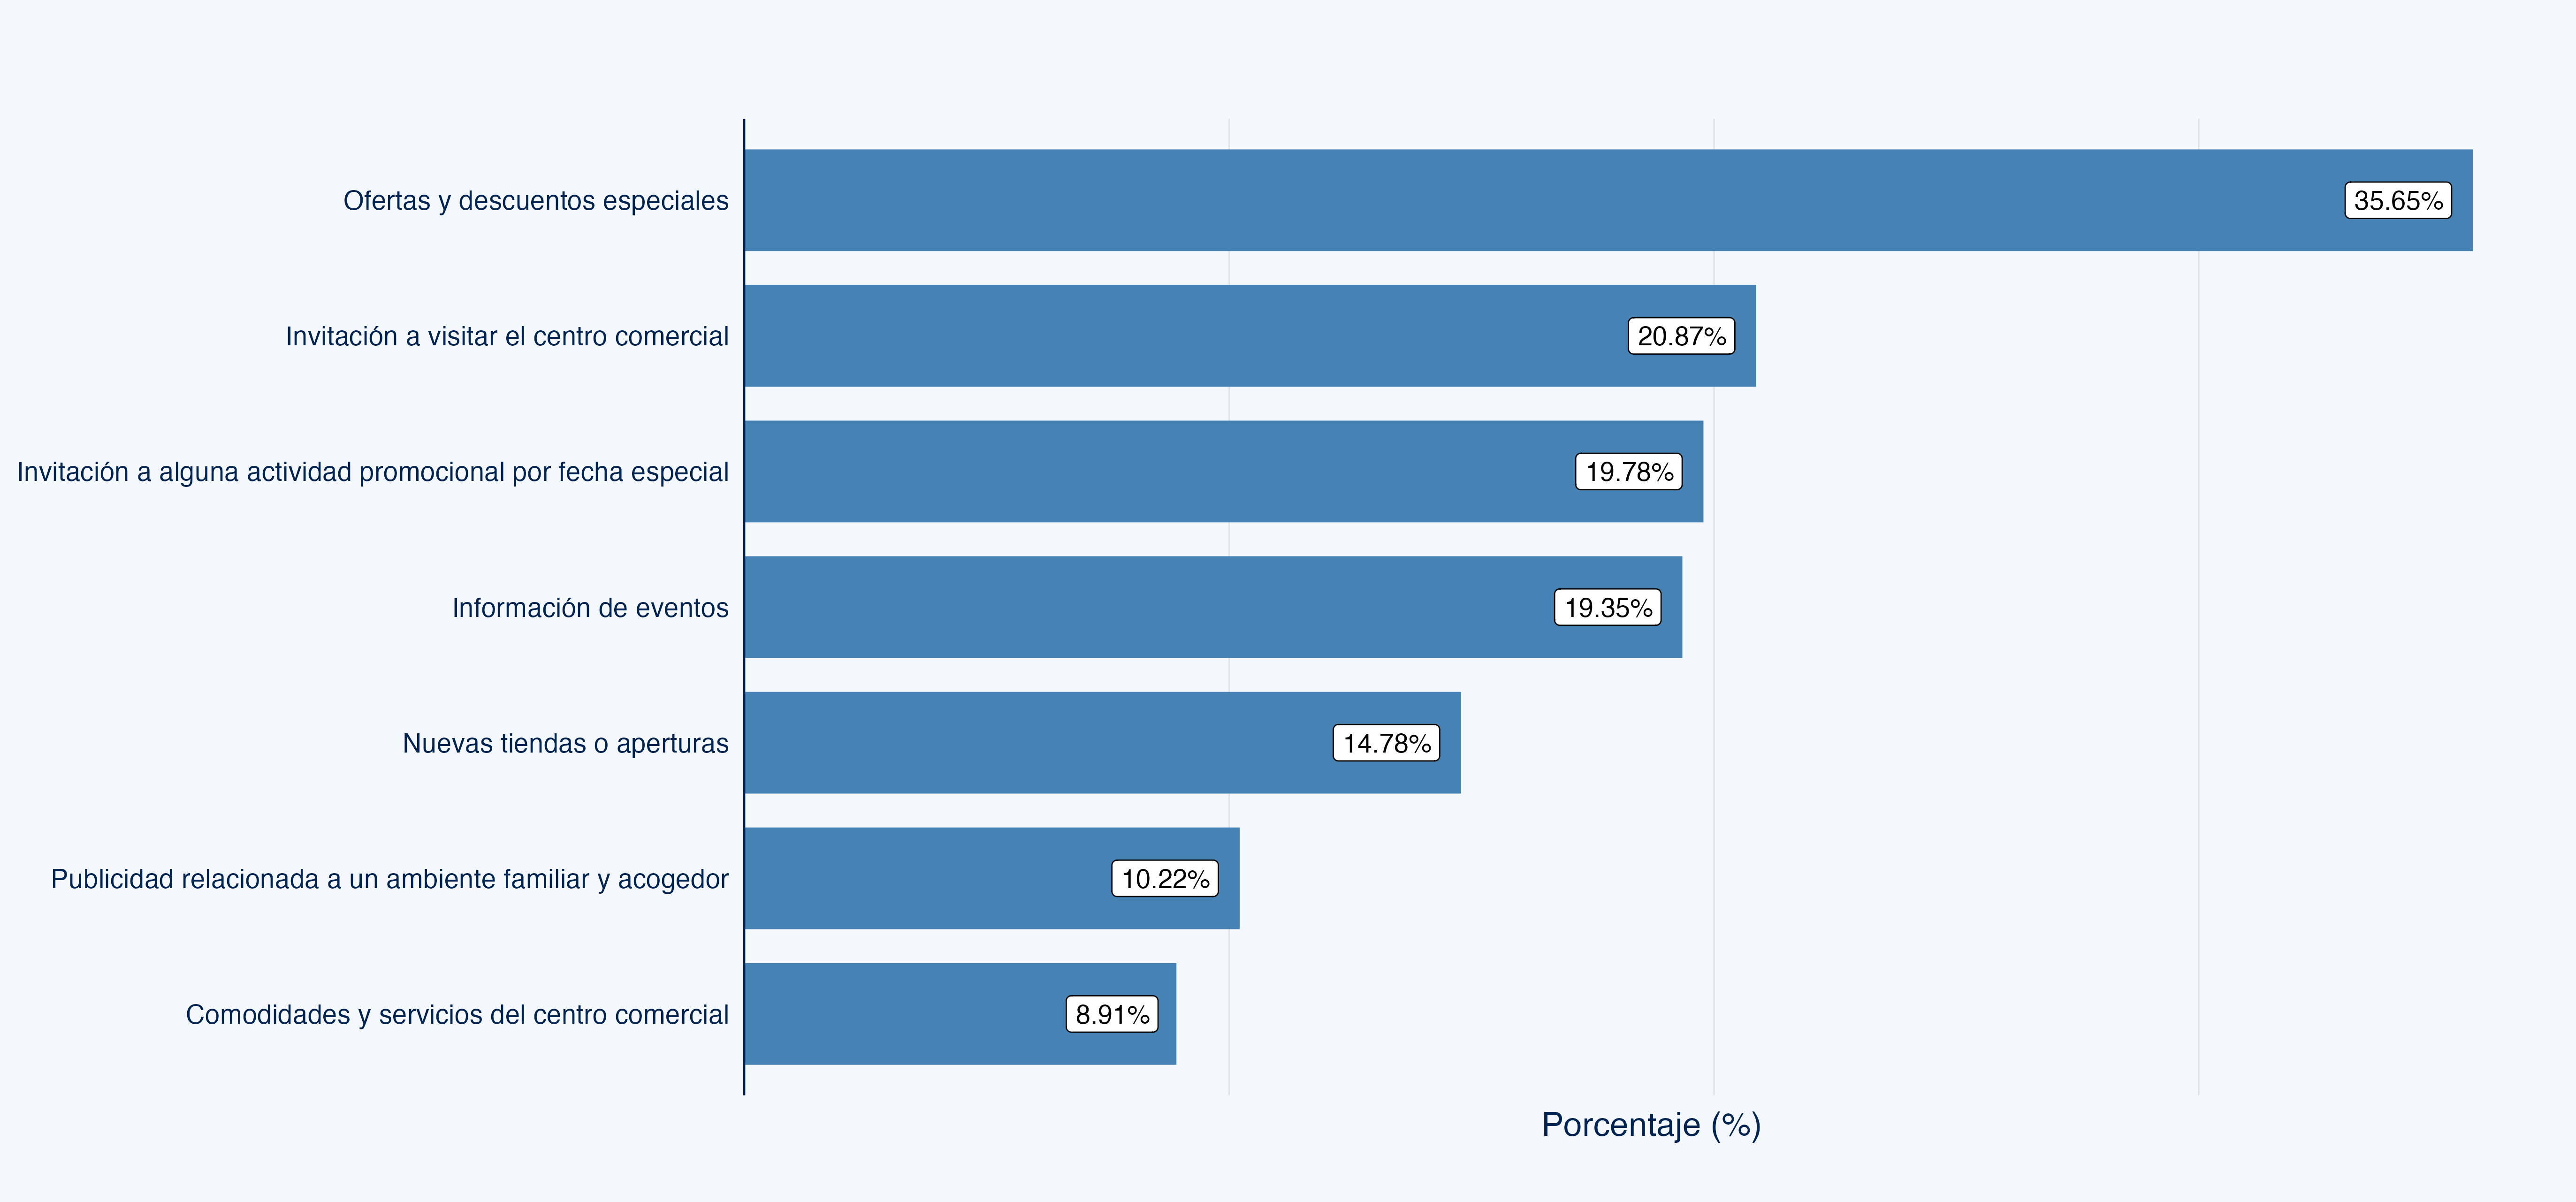 Ofertas y descuentos especiales 35.65%
Invitación a visitar el centro comercial 20.87%
Invitación a alguna actividad promocional por fecha especial 19.78%
Información de eventos 19.35%
Nuevas tiendas o aperturas 14.78%
Publicidad relacionada a un ambiente familiar y acogedor 10.22%
Comodidades y servicios del centro comercial 8.91%
Porcentaje (%)